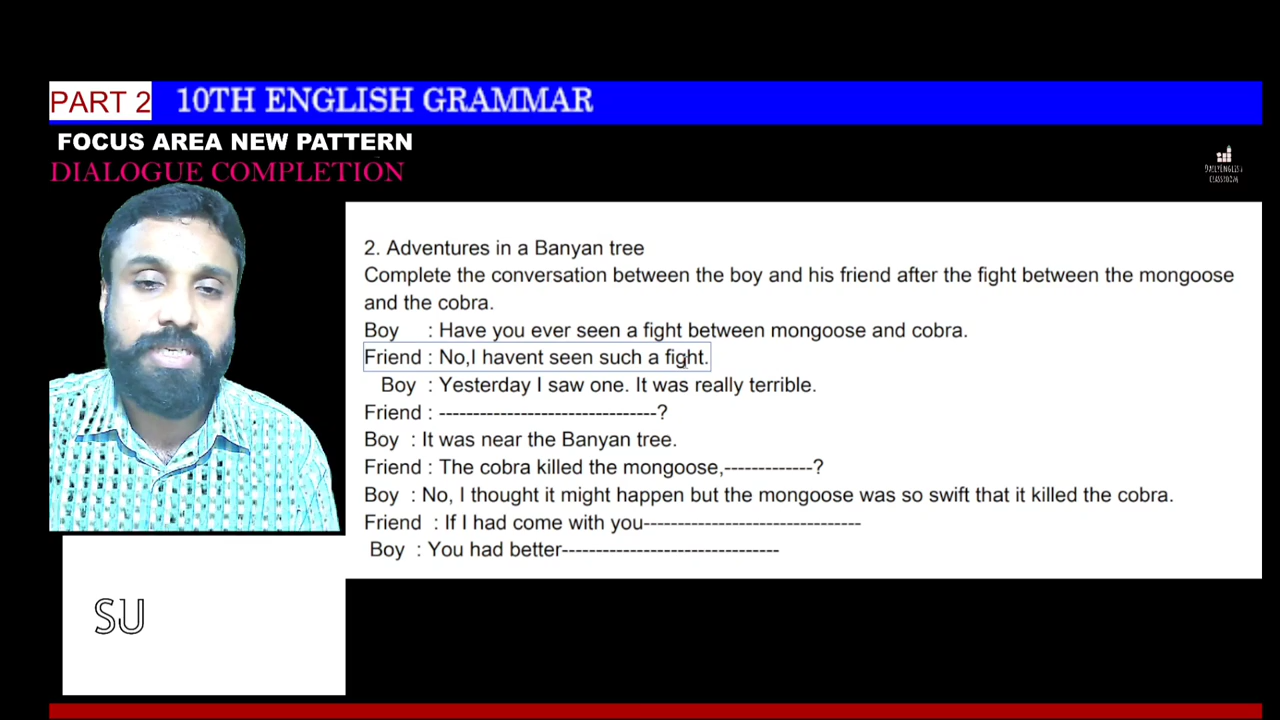 PART 2 10TH ENGLISH GRAMMAR
FOCUS AREA NEW PATTERN
DIALOGUE COMPLETION
DAILYENGLISH
CLASSROOM
2. Adventures in a Banyan tree
Complete the conversation between the boy and his friend after the fight between the mongoose
and the cobra.
Boy : Have you ever seen a fight between mongoose and cobra.
Friend : No,I havent seen such a fight.
Boy : Yesterday I saw one. It was really terrible.
Friend : --------------------------------?
Boy : It was near the Banyan tree.
Friend : The cobra killed the mongoose,-------------?
Boy : No, I thought it might happen but the mongoose was so swift that it killed the cobra.
Friend : If I had come with you--------------------------------
Boy : You had better--------------------------------
SU